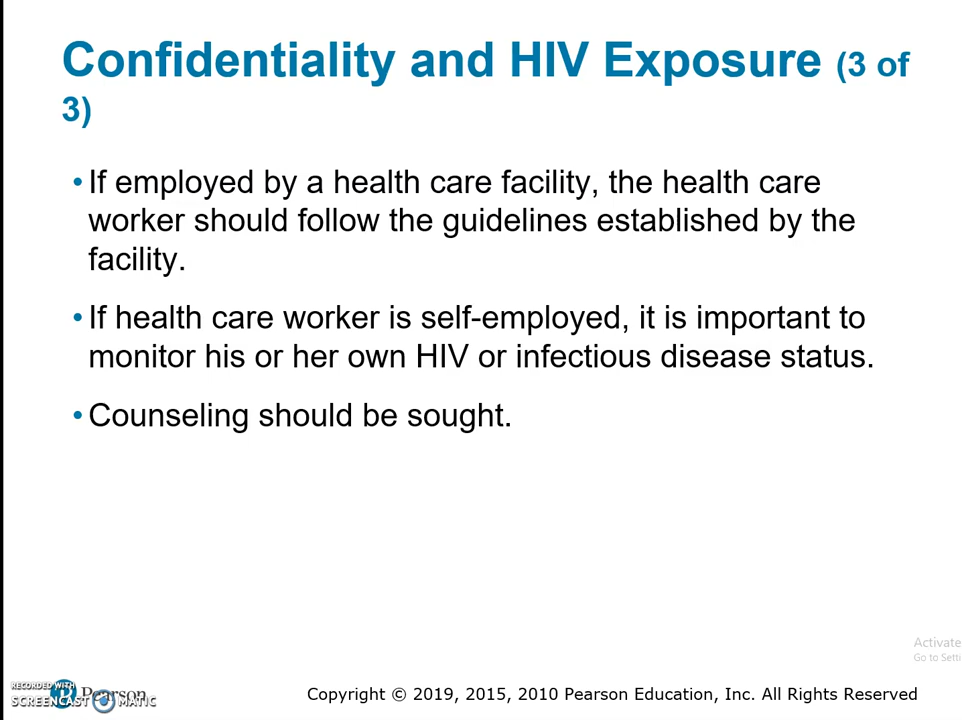 Confidentiality and HIV Exposure (3 of
3)
• If employed by a health care facility, the health care
worker should follow the guidelines established by the
facility.
• If health care worker is self-employed, it is important to
monitor his or her own HIV or infectious disease status.
• Counseling should be sought.
Activate
Go to Setti
RECORDED WITH
SCREENCAST MATIC
Pearson
Copyright © 2019, 2015, 2010 Pearson Education, Inc. All Rights Reserved